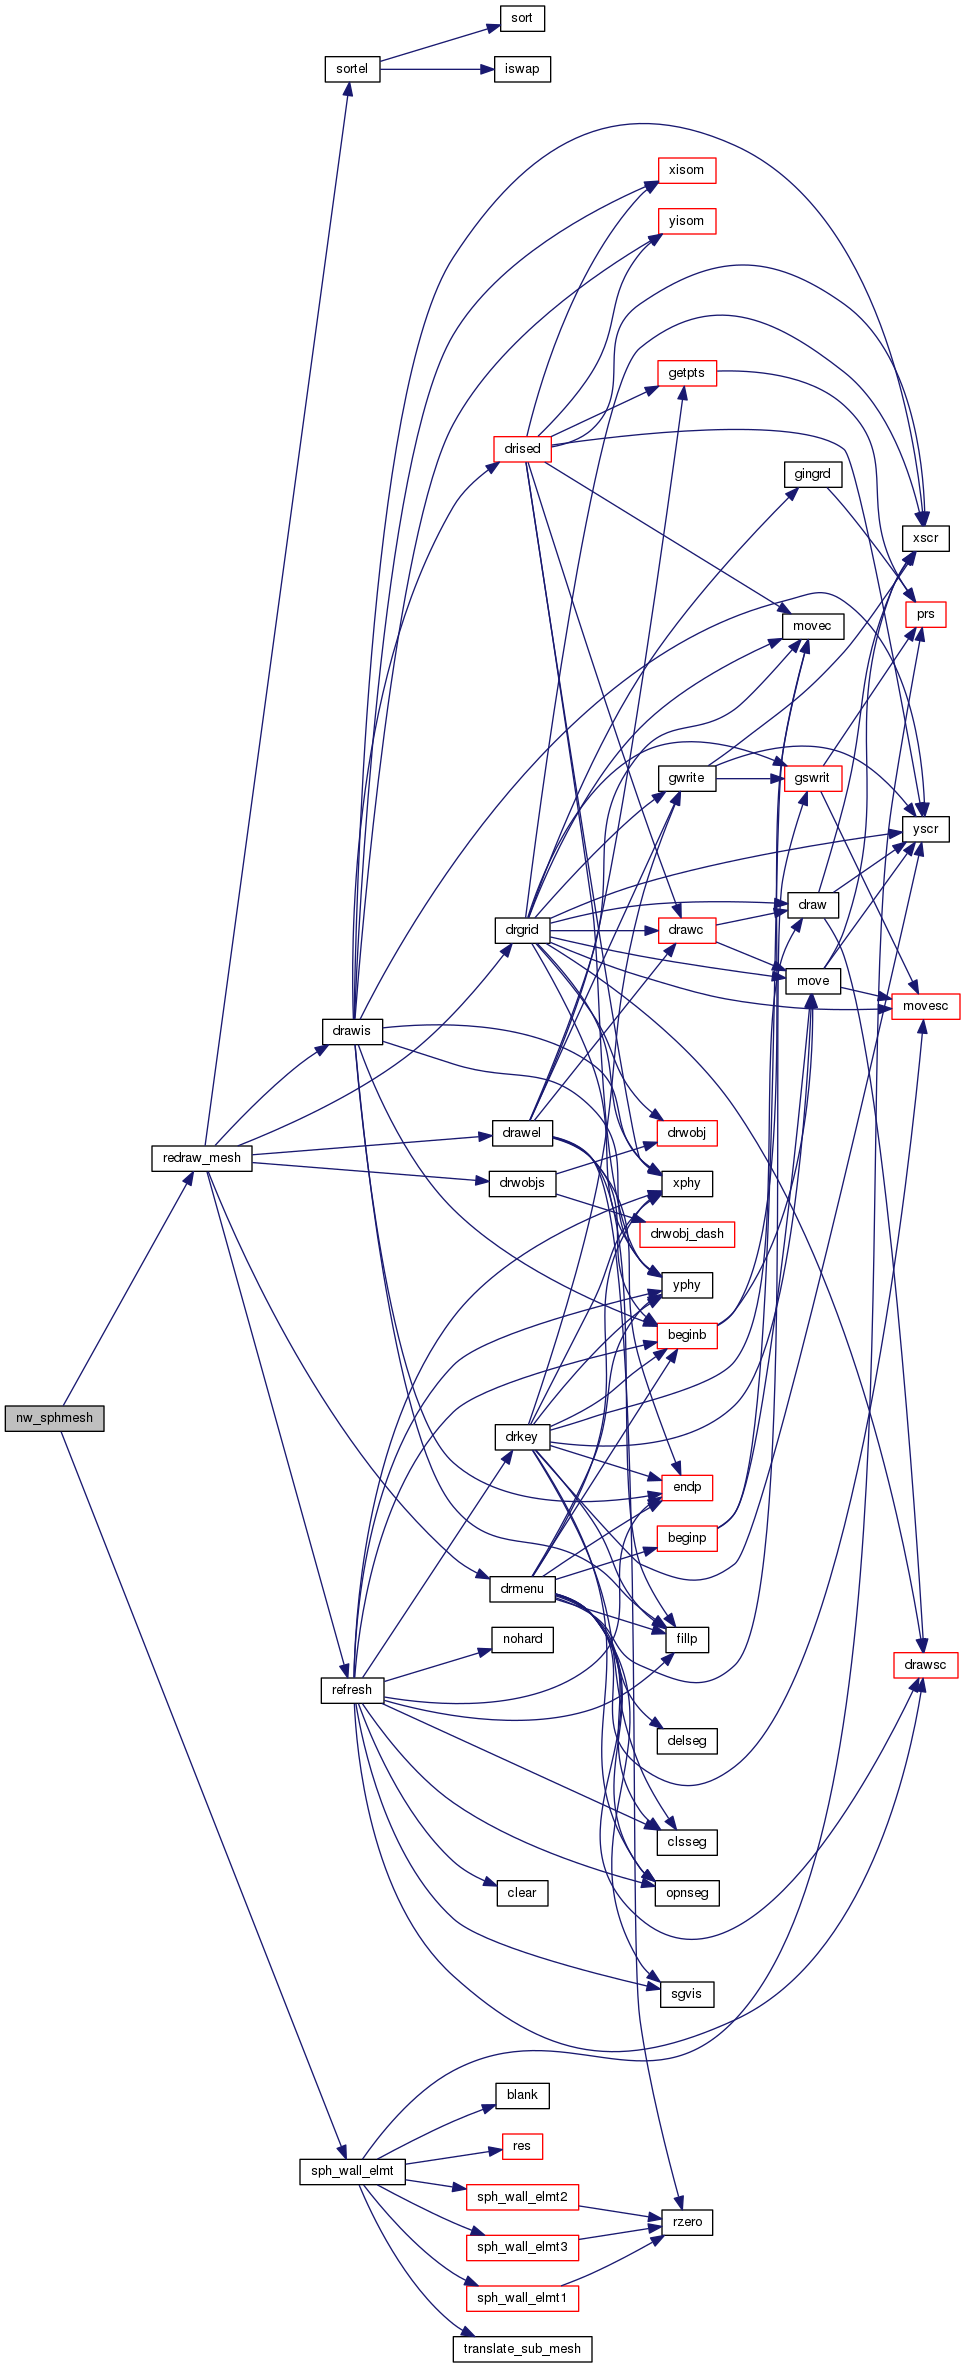 sort
sortel
iswap
xisom
yisom
getpts
drised
gingrd
xscr
prs
movec
gwrite
gswrit
yscr
draw
drgrid
drawc
move
movesc
drawis
drawel
drwobj
redraw_mesh
drwobjs
xphy
drwobj_dash
yphy
beginb
nw_sphmesh
drkey
endp
beginp
drmenu
nohard
fillp
drawsc
refresh
delseg
clsseg
clear
opnseg
sgvis
blank
res
sph_wall_elmt
sph_wall_elmt2
rzero
sph_wall_elmt3
sph_wall_elmt1
translate_sub_mesh